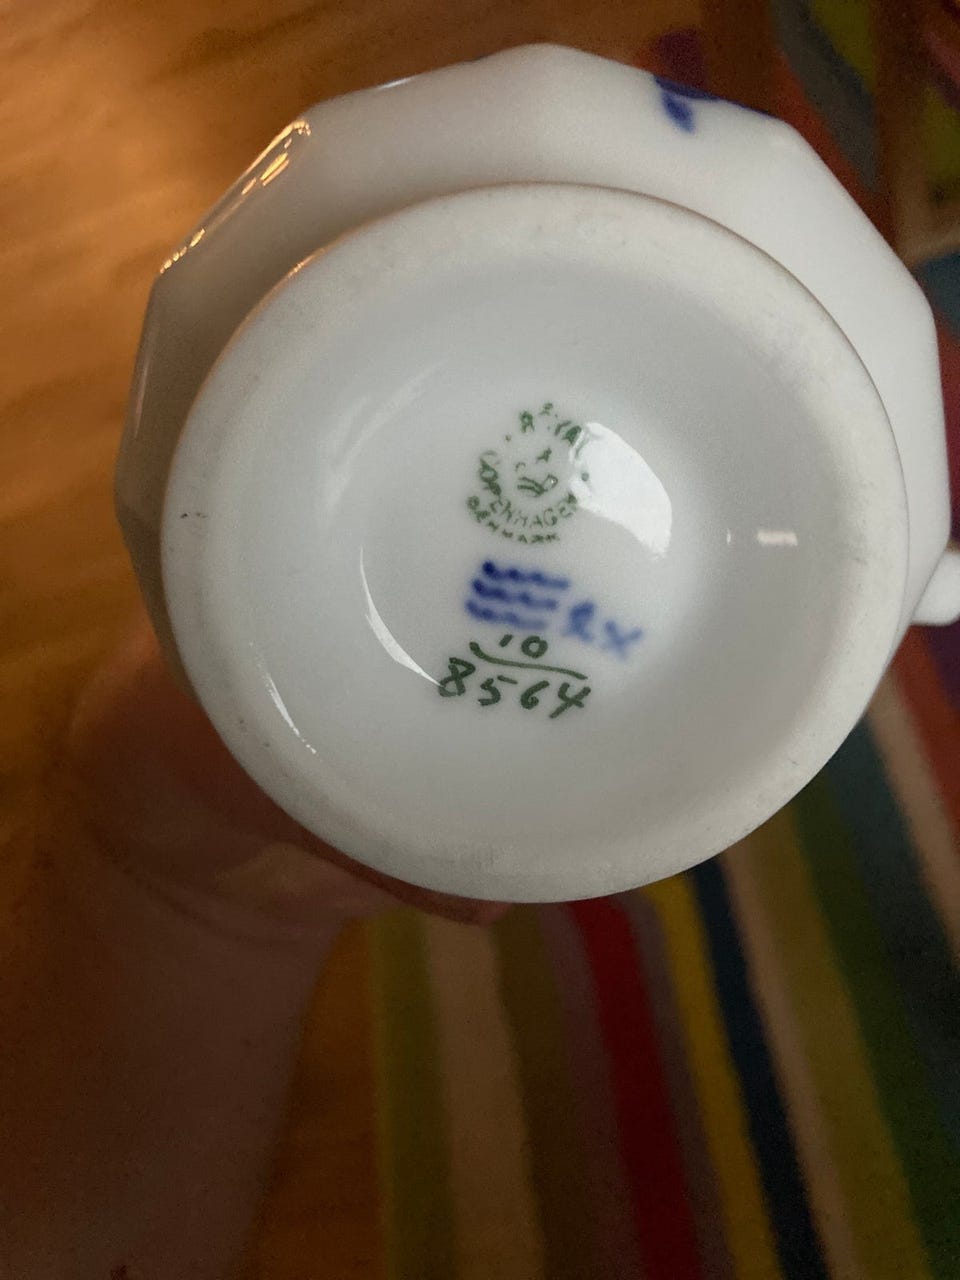 ROYAL
COPENHAGEN
DENMARK
10
8564